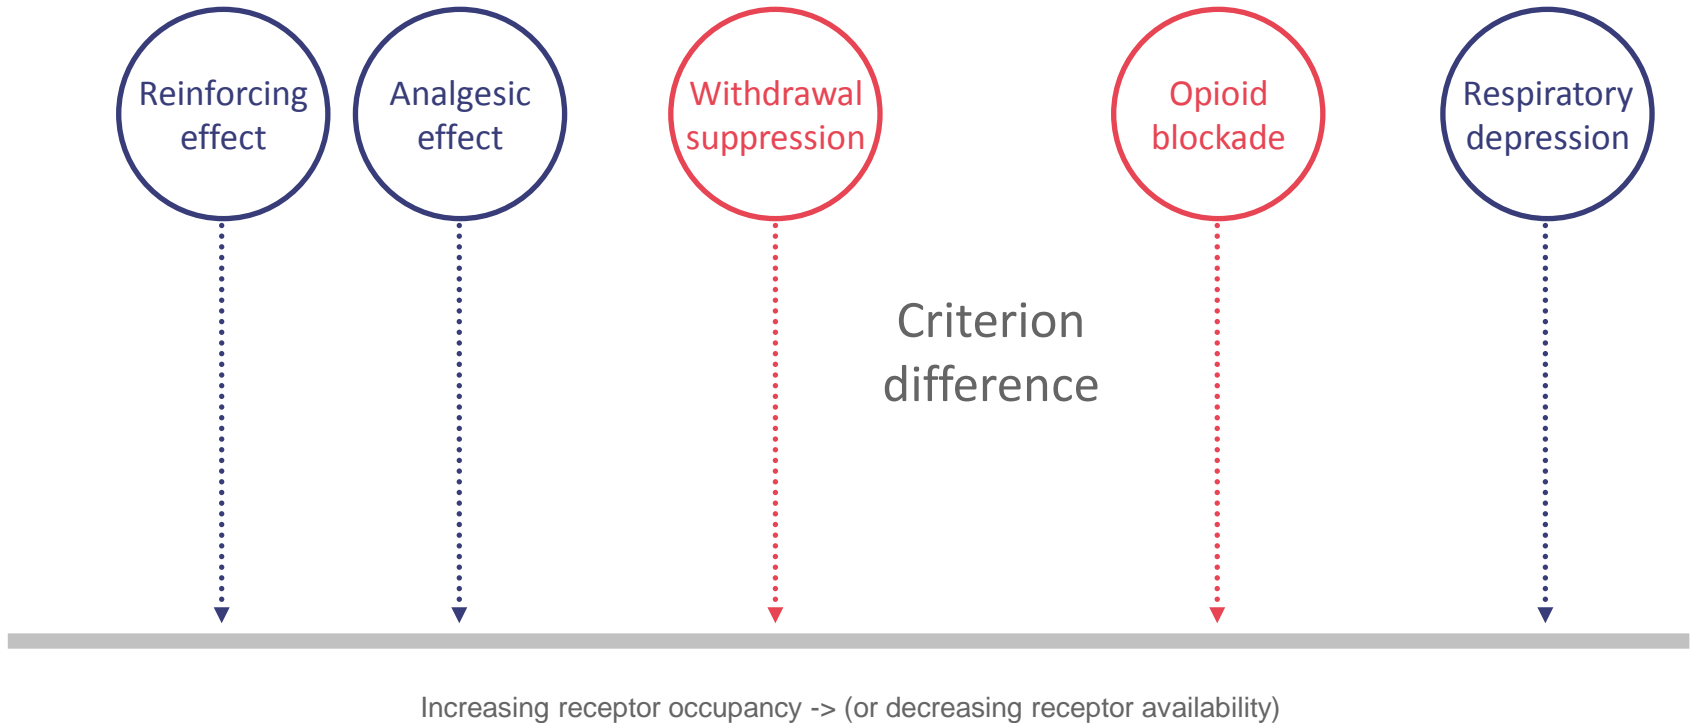 Reinforcing
effect
Analgesic
effect
Withdrawal
suppression
Opioid
blockade
Respiratory
depression
Criterion
difference
Increasing receptor occupancy -> (or decreasing receptor availability)